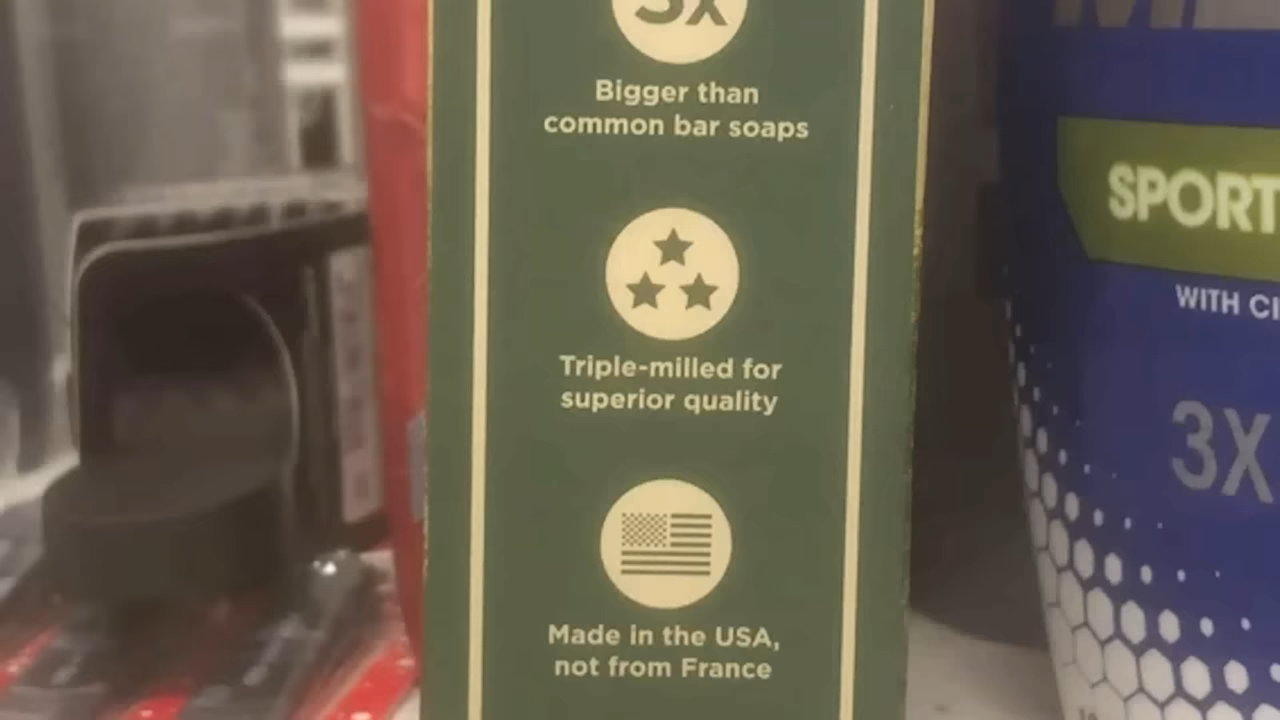 3x
Bigger than
common bar soaps
Triple-milled for
superior quality
Made in the USA,
not from France
SPORT
WITH
3X